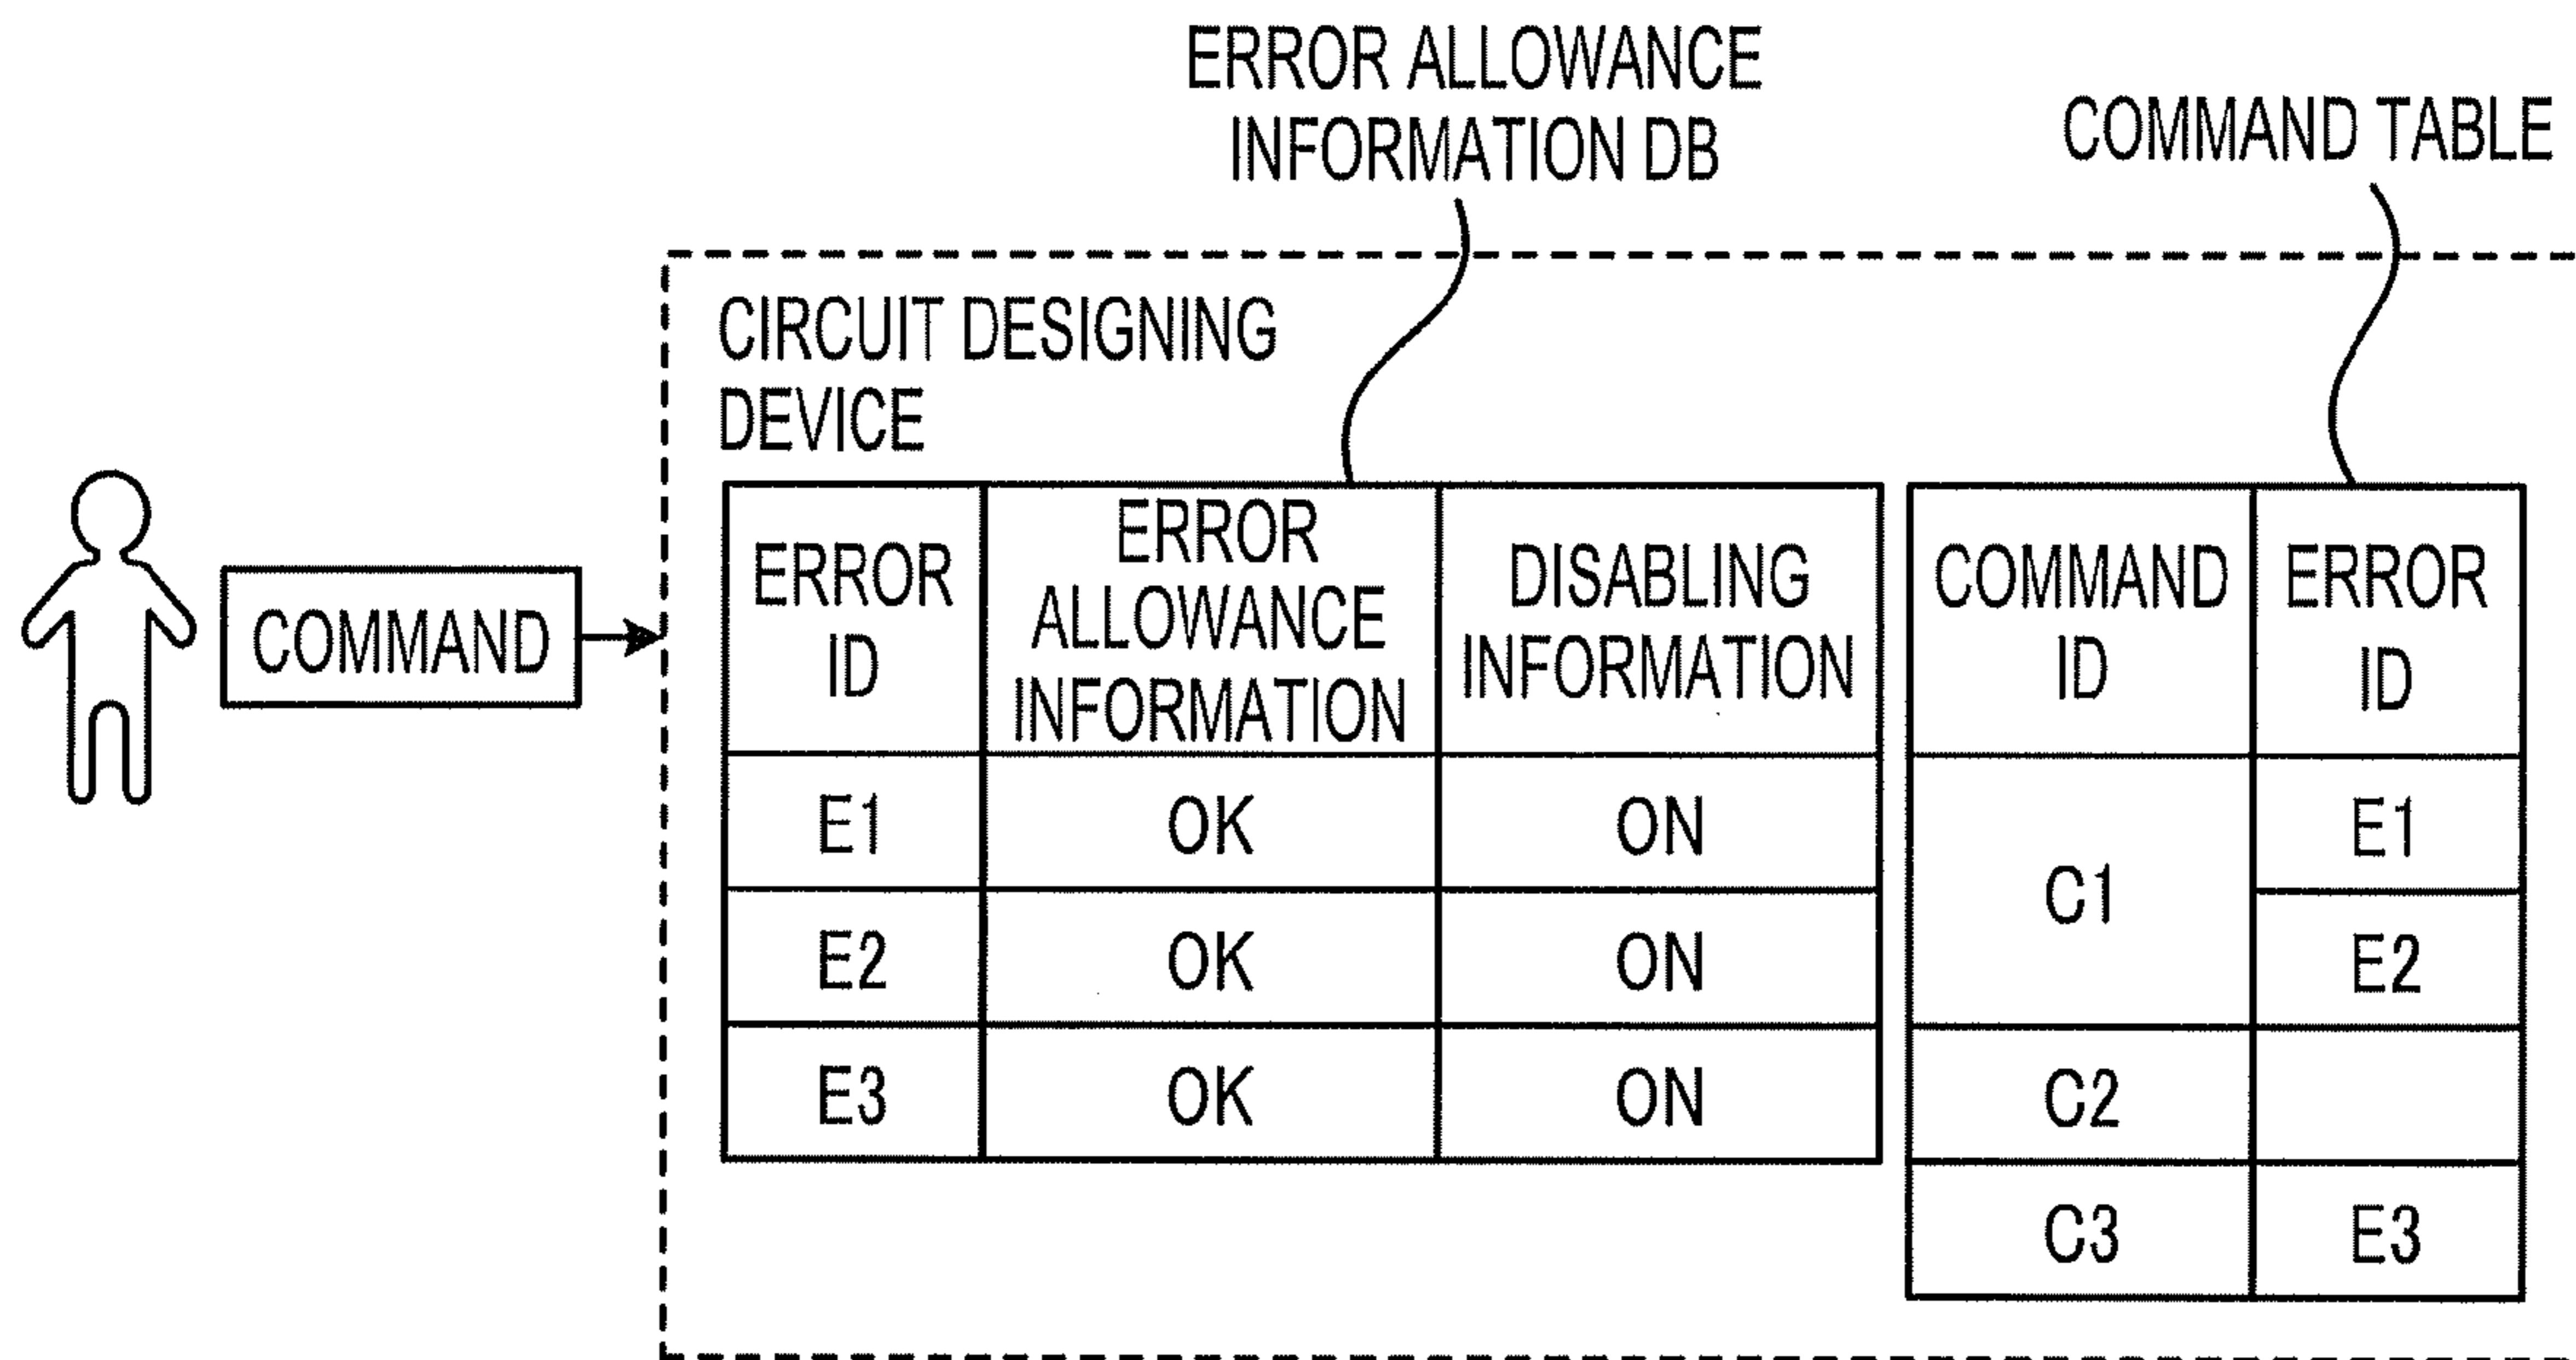 ERROR ALLOWANCE
INFORMATION DB
COMMAND TABLE
CIRCUIT DESIGNING
DEVICE
COMMAND
ERROR
ID
ERROR
ALLOWANCE
INFORMATION
DISABLING
INFORMATION
E1
OK
ON
E2
OK
ON
E3
OK
ON
COMMAND
ID
ERROR
ID
C1
E1
E2
C2
C3
E3